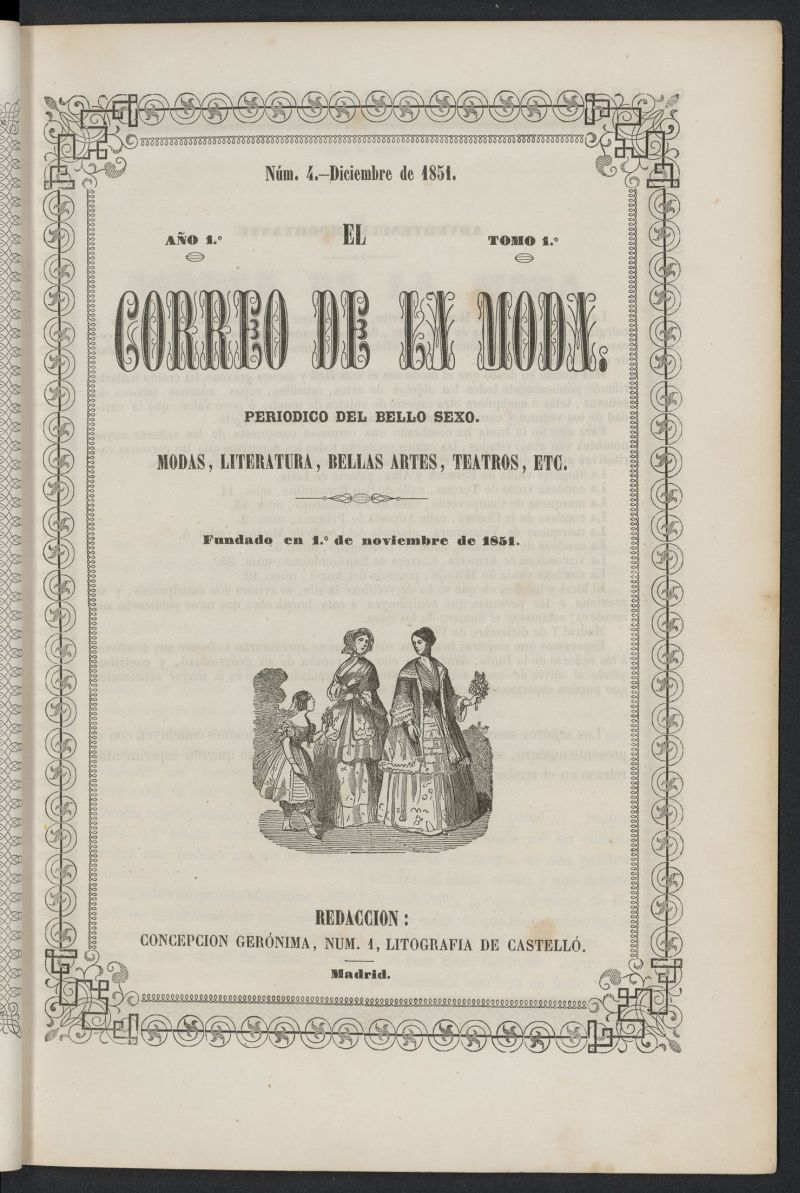 Núm. 4.—Diciembre de 1851.
AÑO 1.º EL TOMO 1.º
CORREO DE LA MODA.
PERIODICO DEL BELLO SEXO.
MODAS, LITERATURA, BELLAS ARTES, TEATROS, ETC.
Fundado en 1.º de noviembre de 1851.
REDACCION:
CONCEPCION GERÓNIMA, NUM. 1, LITOGRAFIA DE CASTELLÓ.
Madrid.